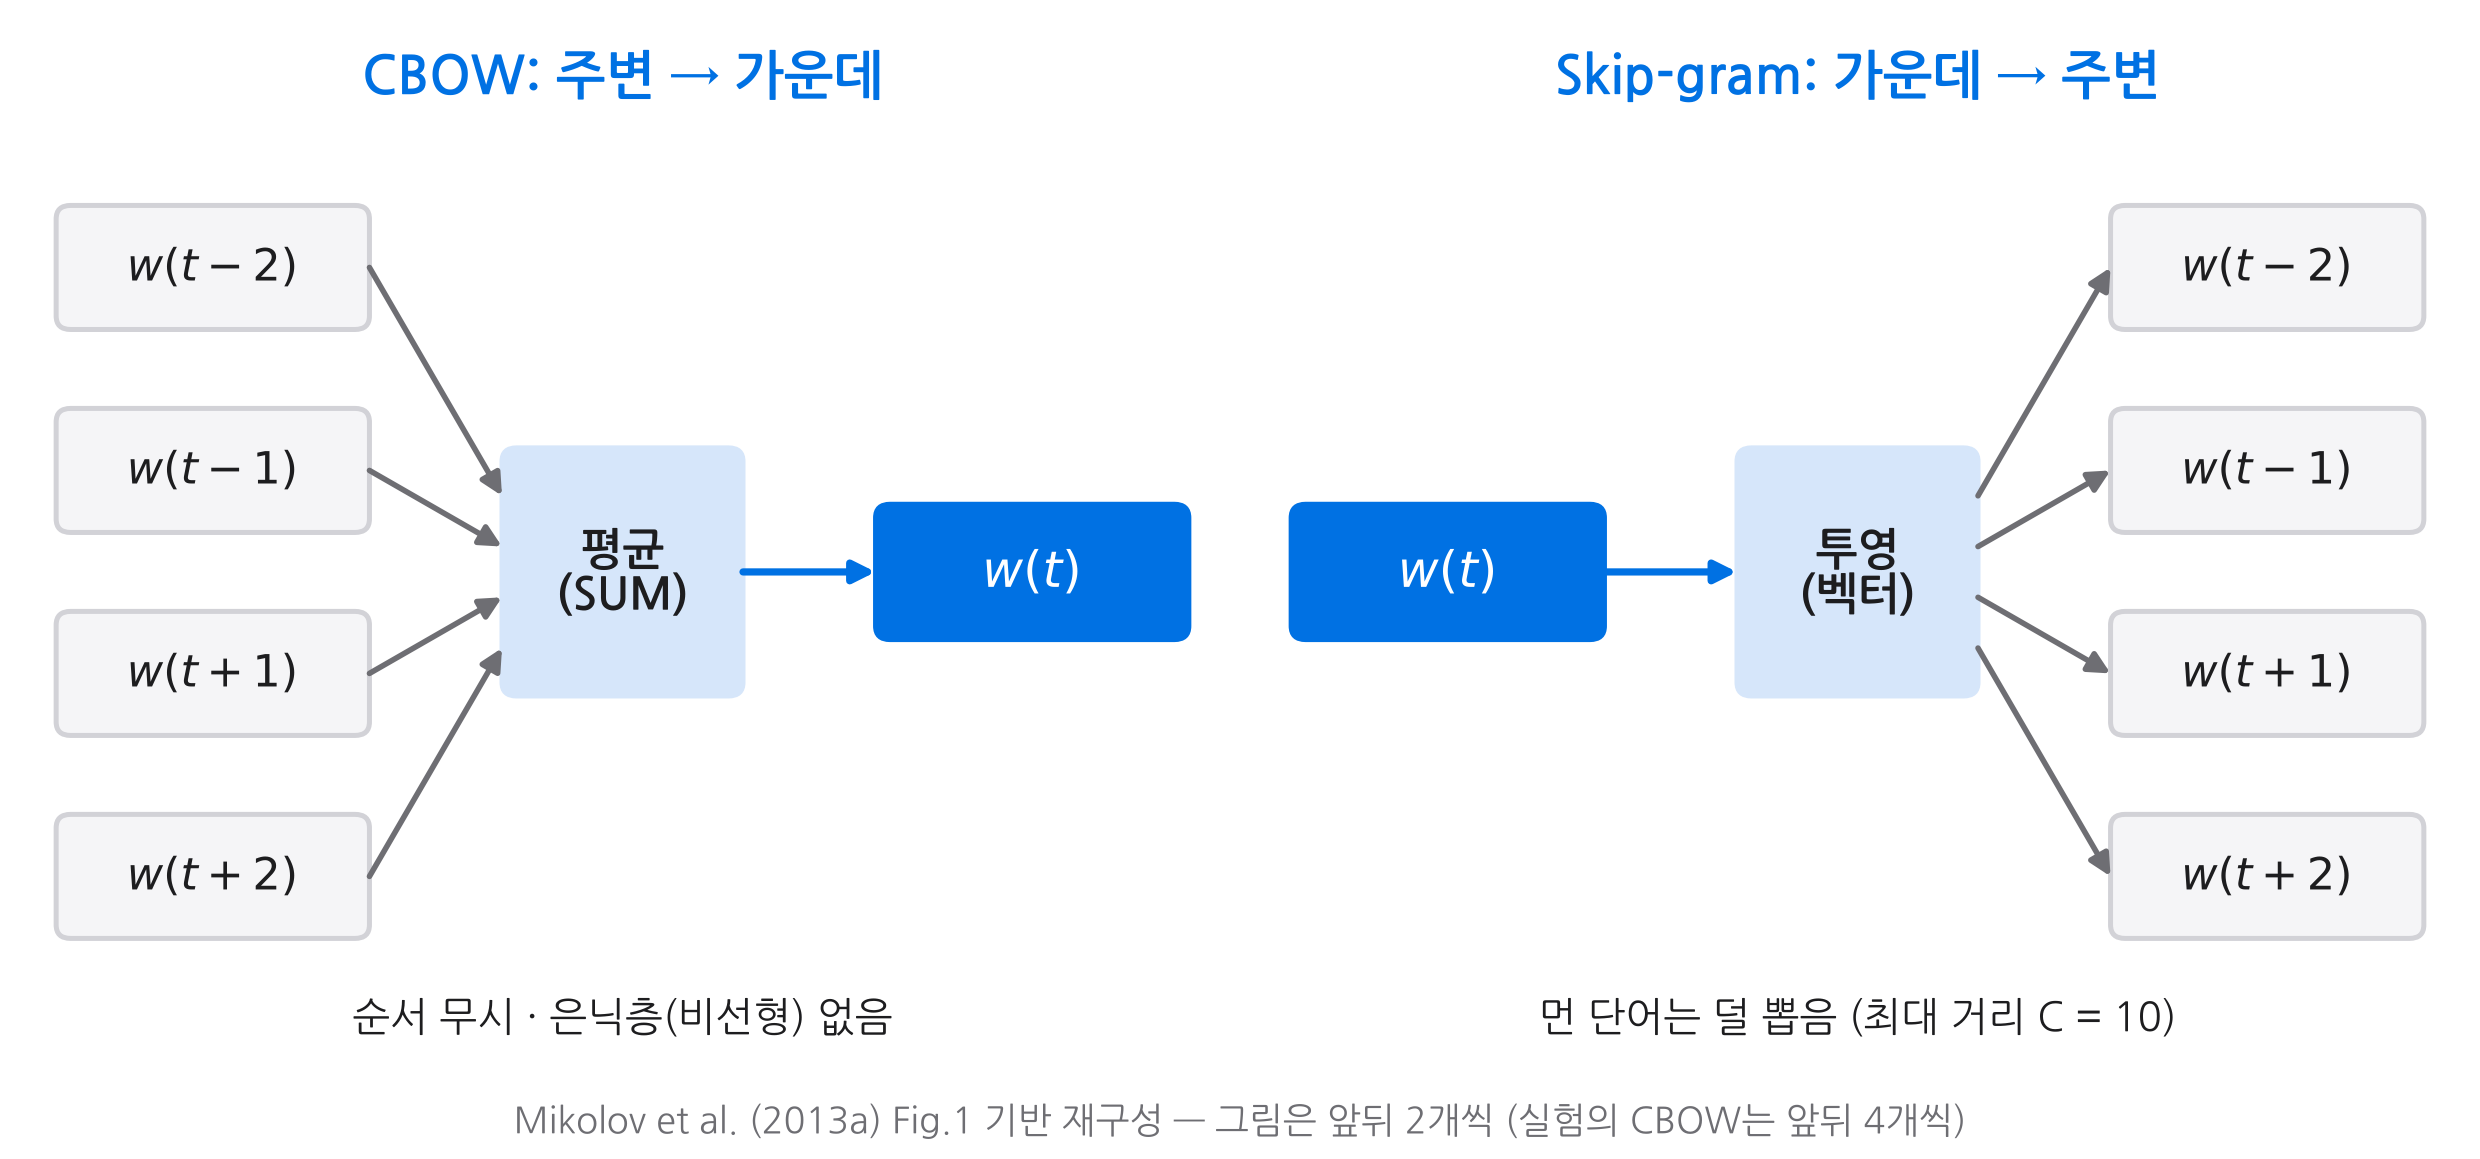 CBOW: 주변 → 가운데
w(t − 2)
w(t − 1)
w(t + 1)
w(t + 2)
평균
(SUM)
w(t)
순서 무시 · 은닉층(비선형) 없음
Skip-gram: 가운데 → 주변
w(t)
투영
(벡터)
w(t − 2)
w(t − 1)
w(t + 1)
w(t + 2)
먼 단어는 덜 뽑음 (최대 거리 C = 10)
Mikolov et al. (2013a) Fig.1 기반 재구성 — 그림은 앞뒤 2개씩 (실험의 CBOW는 앞뒤 4개씩)